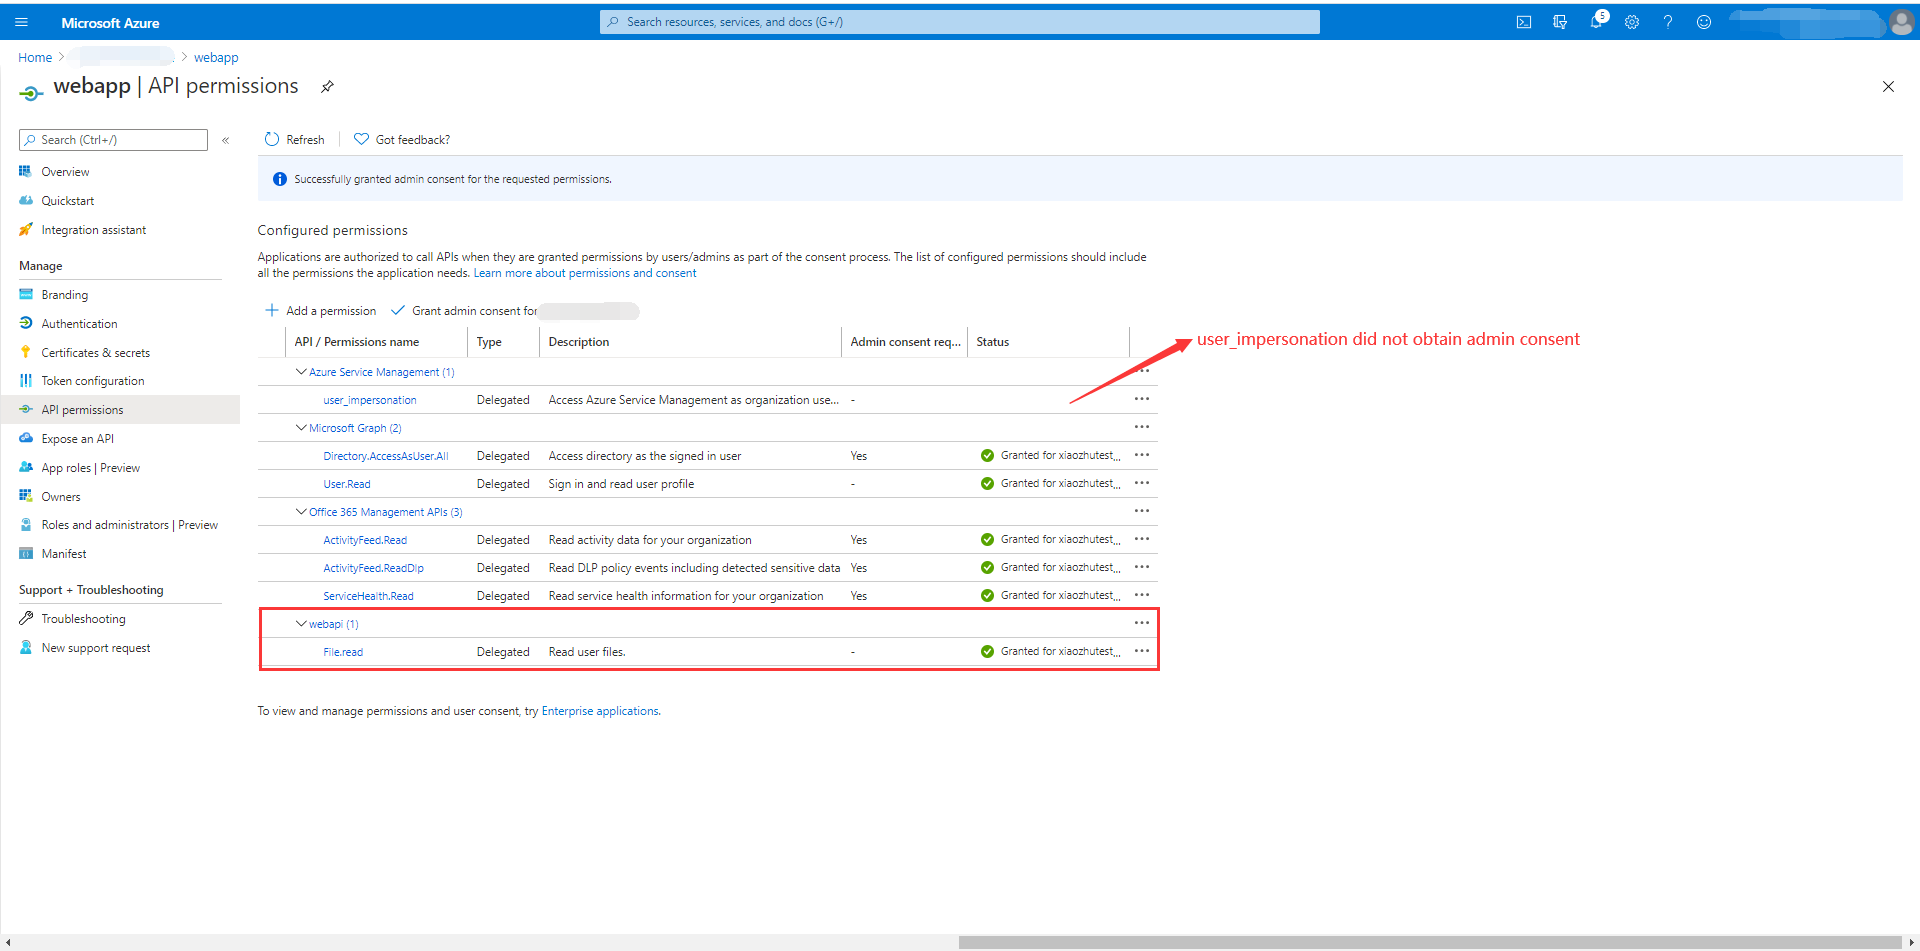 Microsoft Azure
Search resources, services, and docs (G+/)
5
Home > > webapp
webapp | API permissions
Search (Ctrl+/)
«
Refresh
Got feedback?
Overview
Successfully granted admin consent for the requested permissions.
Quickstart
Integration assistant
Configured permissions
Applications are authorized to call APIs when they are granted permissions by users/admins as part of the consent process. The list of configured permissions should include
all the permissions the application needs. Learn more about permissions and consent
Manage
Branding
Authentication
Certificates & secrets
Token configuration
API permissions
Expose an API
App roles | Preview
Owners
Roles and administrators | Preview
Manifest
Support + Troubleshooting
Troubleshooting
New support request
Add a permission
Grant admin consent for
API / Permissions name Type Description Admin consent req... Status
user_impersonation did not obtain admin consent
Azure Service Management (1) ...
user_impersonation Delegated Access Azure Service Management as organization use... - ...
Microsoft Graph (2) ...
Directory.AccessAsUser.All Delegated Access directory as the signed in user Yes Granted for xiaozhutest... ...
User.Read Delegated Sign in and read user profile - Granted for xiaozhutest... ...
Office 365 Management APIs (3) ...
ActivityFeed.Read Delegated Read activity data for your organization Yes Granted for xiaozhutest... ...
ActivityFeed.ReadDlp Delegated Read DLP policy events including detected sensitive data Yes Granted for xiaozhutest... ...
ServiceHealth.Read Delegated Read service health information for your organization Yes Granted for xiaozhutest... ...
webapi (1) ...
File.read Delegated Read user files. - Granted for xiaozhutest... ...
To view and manage permissions and user consent, try Enterprise applications.